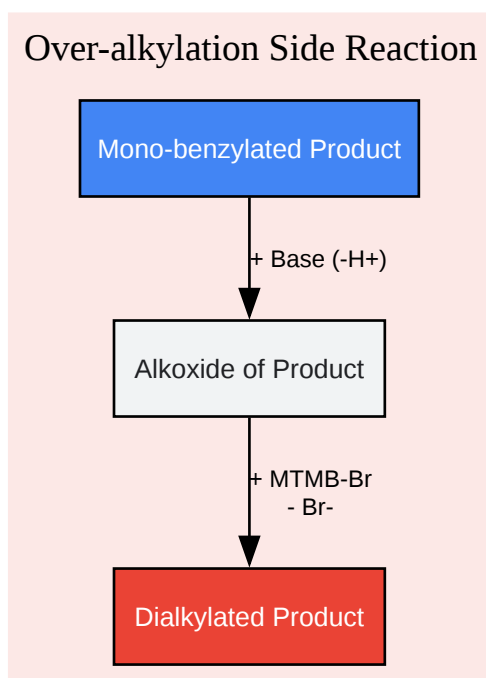 Over-alkylation Side Reaction
Mono-benzylated Product
+ Base (-H+)
Alkoxide of Product
+ MTMB-Br
- Br-
Dialkylated Product